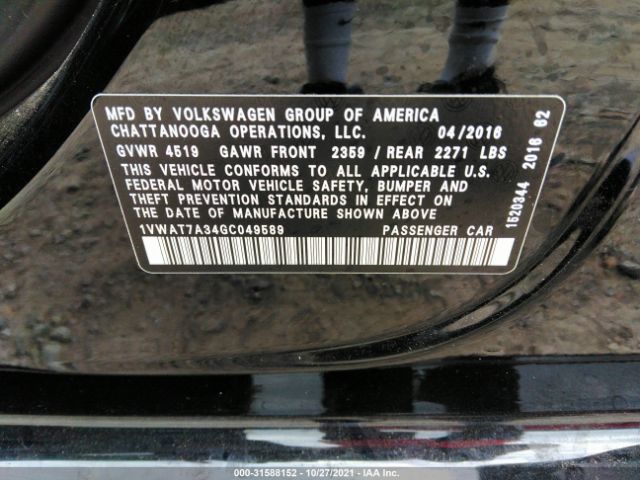 MFD BY VOLKSWAGEN GROUP OF AMERICA
CHATTANOOGA OPERATIONS, LLC. 04/2016
GVWR 4519 GAWR FRONT 2359 / REAR 2271 LBS
THIS VEHICLE CONFORMS TO ALL APPLICABLE U.S.
FEDERAL MOTOR VEHICLE SAFETY, BUMPER AND
THEFT PREVENTION STANDARDS IN EFFECT ON
THE DATE OF MANUFACTURE SHOWN ABOVE
1VWAT7A34GC049589 PASSENGER CAR
1520344 2016 62
000-31588152 - 10/27/2021 - IAA Inc.